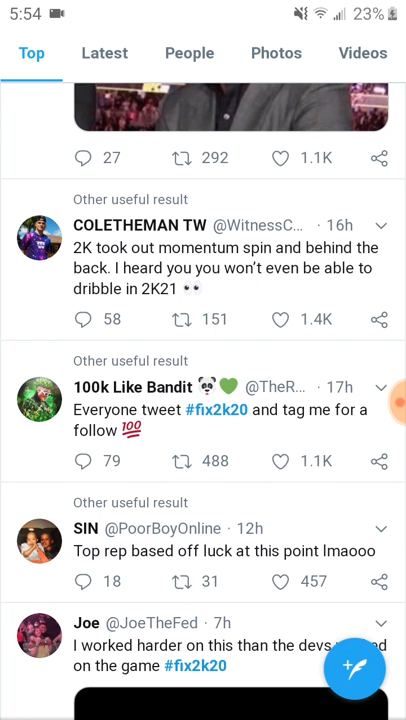 5:54 23%
Top Latest People Photos Videos
27 292 1.1K
Other useful result
COLETHEMAN TW @WitnessC... · 16h
2K took out momentum spin and behind the
back. I heard you you won't even be able to
dribble in 2K21 👀
58 151 1.4K
Other useful result
100k Like Bandit 🐼💚 @TheR... · 17h
Everyone tweet #fix2k20 and tag me for a
follow 💯
79 488 1.1K
Other useful result
SIN @PoorBoyOnline · 12h
Top rep based off luck at this point lmaooo
18 31 457
Joe @JoeTheFed · 7h
I worked harder on this than the devs
on the game #fix2k20